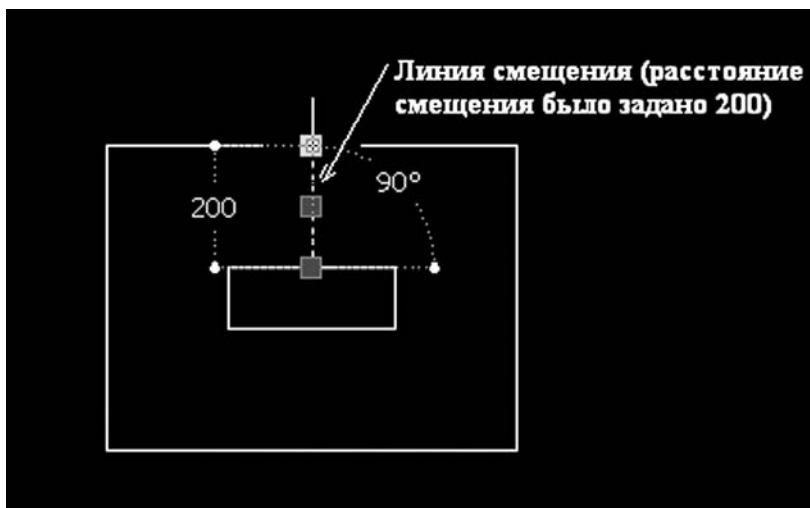 Линия смещения (расстояние
смещения было задано 200)
90°
200